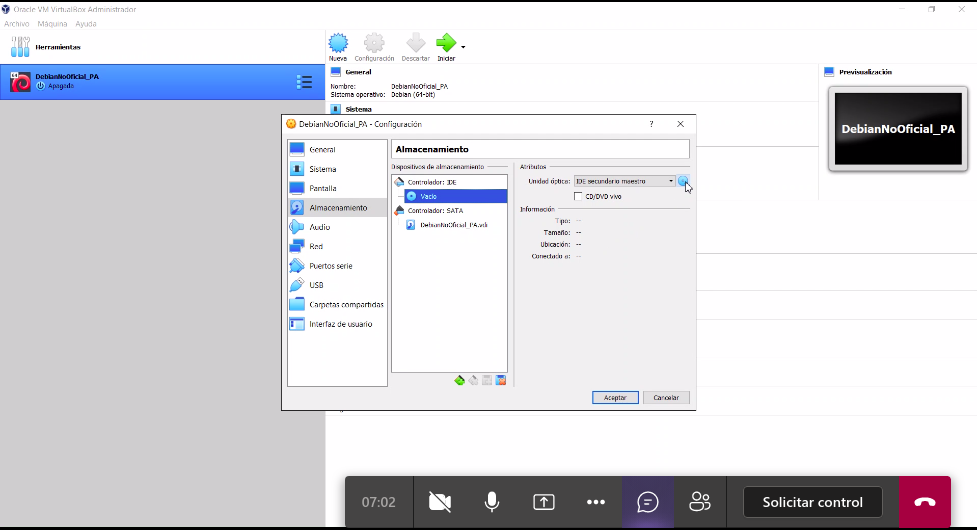 Oracle VM VirtualBox Administrador
Archivo Máquina Ayuda
Herramientas
Nueva Configuración Descartar Iniciar
DebianNoOficial_PA
Apagado
General
Nombre: DebianNoOficial_PA
Sistema operativo: Debian (64-bit)
Sistema
Previsualización
DebianNoOficial_PA
DebianNoOficial_PA - Configuración ?
General
Sistema
Pantalla
Almacenamiento
Audio
Red
Puertos serie
USB
Carpetas compartidas
Interfaz de usuario
Almacenamiento
Dispositivos de almacenamiento
Controlador: IDE
Vacío
Controlador: SATA
DebianNoOficial_PA.vdi
Atributos
Unidad óptica: IDE secundario maestro
CD/DVD vivo
Información
Tipo: --
Tamaño: --
Ubicación: --
Conectado a: --
Aceptar Cancelar
07:02
Solicitar control